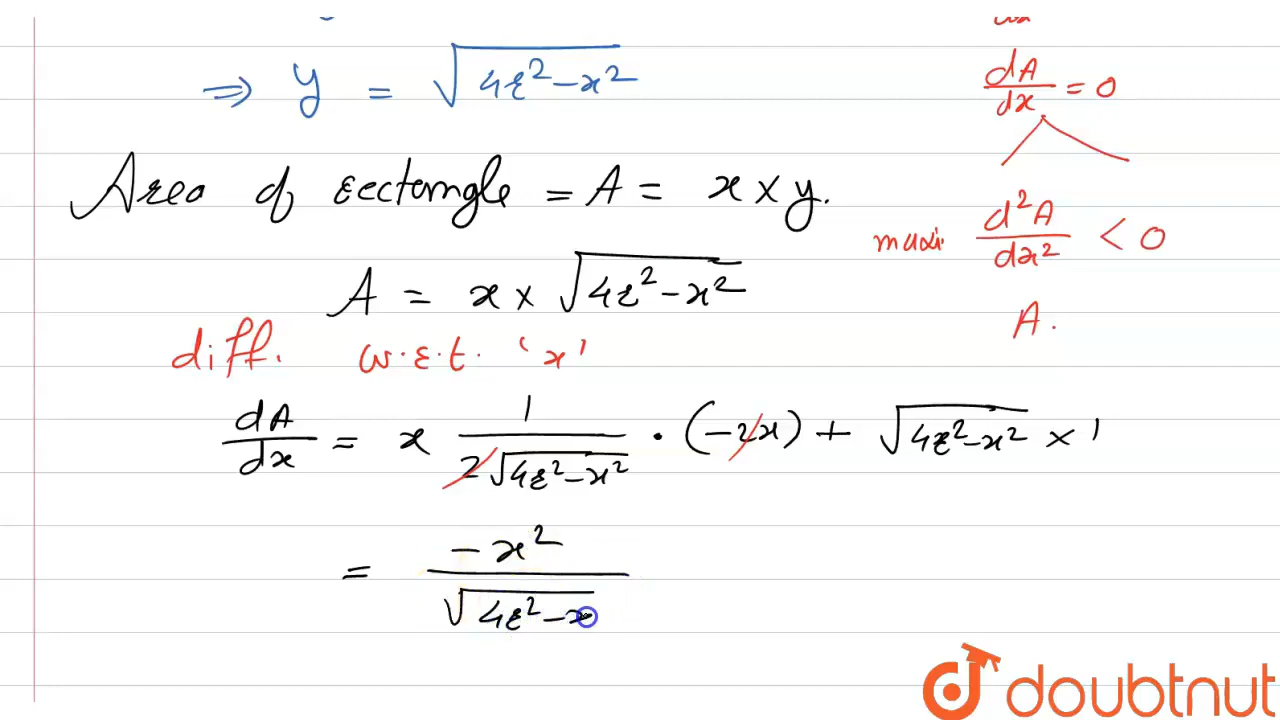 ⇒ y = √(4r²-x²)
Area of rectangle = A = x × y.
A = x × √(4r²-x²)
diff. w.r.t. 'x'
dA/dx = x 1/(2√(4r²-x²)) · (-2x) + √(4r²-x²) × 1
= -x²/√(4r²-x
dA/dx = 0
maxi. d²A/dx² < 0
A.
doubtnut